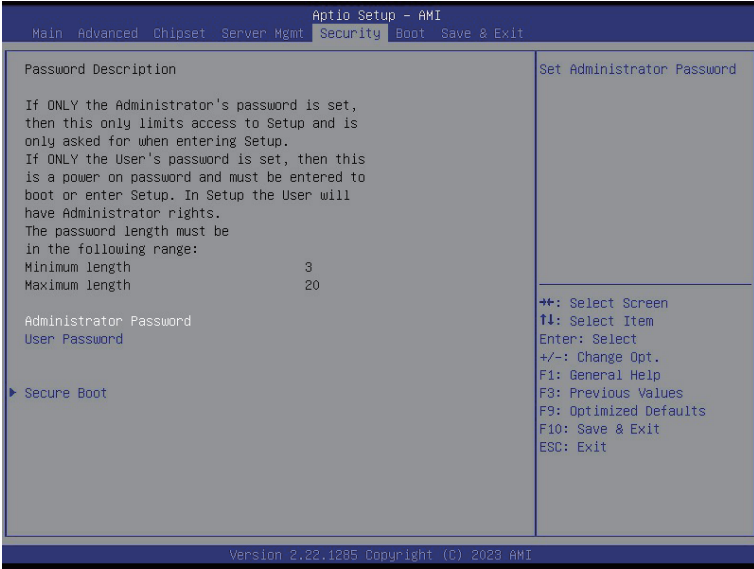 Aptio Setup – AMI
Main Advanced Chipset Server Mgmt Security Boot Save & Exit
Password Description
If ONLY the Administrator's password is set,
then this only limits access to Setup and is
only asked for when entering Setup.
If ONLY the User's password is set, then this
is a power on password and must be entered to
boot or enter Setup. In Setup the User will
have Administrator rights.
The password length must be
in the following range:
Minimum length 3
Maximum length 20
Administrator Password
User Password
Secure Boot
Set Administrator Password
→←: Select Screen
↑↓: Select Item
Enter: Select
+/-: Change Opt.
F1: General Help
F3: Previous Values
F9: Optimized Defaults
F10: Save & Exit
ESC: Exit
Version 2.22.1285 Copyright (C) 2023 AMI